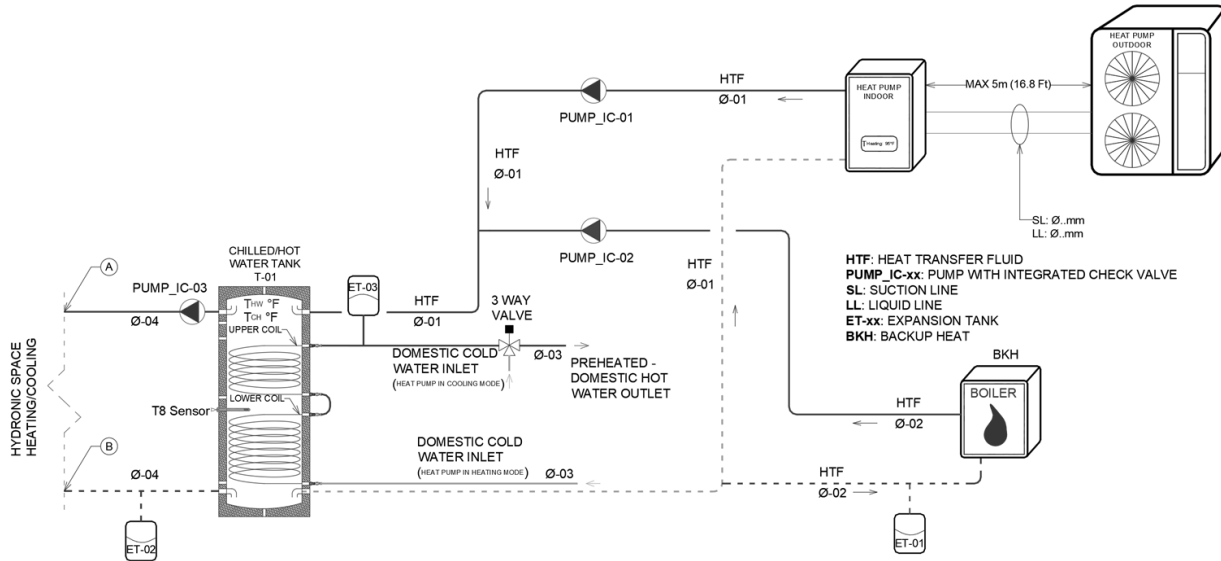 HEAT PUMP
OUTDOOR
HEAT PUMP
INDOOR
THeating 95°F
MAX 5m (16.8 Ft)
HTF
Ø-01
PUMP_IC-01
HTF
Ø-01
SL: Ø..mm
LL: Ø..mm
PUMP_IC-02
HTF
Ø-01
HTF: HEAT TRANSFER FLUID
PUMP_IC-xx: PUMP WITH INTEGRATED CHECK VALVE
SL: SUCTION LINE
LL: LIQUID LINE
ET-xx: EXPANSION TANK
BKH: BACKUP HEAT
CHILLED/HOT
WATER TANK
T-01
A
PUMP_IC-03
Ø-04
THW °F
TCH °F
ET-03
HTF
Ø-01
3 WAY
VALVE
UPPER COIL
DOMESTIC COLD
WATER INLET
(HEAT PUMP IN COOLING MODE)
Ø-03
PREHEATED -
DOMESTIC HOT
WATER OUTLET
BKH
BOILER
HTF
Ø-02
LOWER COIL
T8 Sensor
HYDRONIC SPACE
HEATING/COOLING
B
Ø-04
DOMESTIC COLD
WATER INLET
(HEAT PUMP IN HEATING MODE)
Ø-03
HTF
Ø-02
ET-02
ET-01